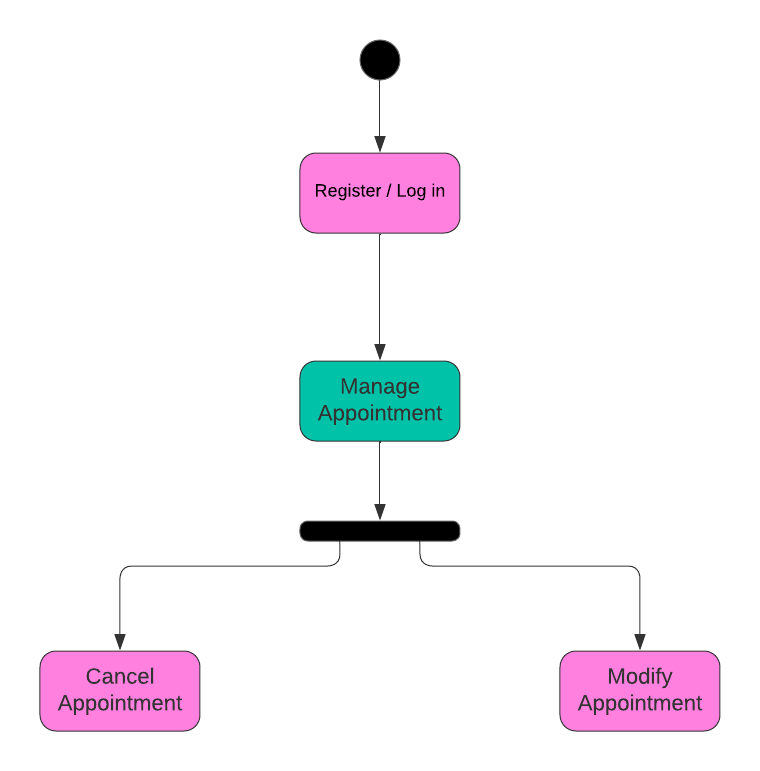 Register / Log in
Manage
Appointment
Cancel
Appointment
Modify
Appointment